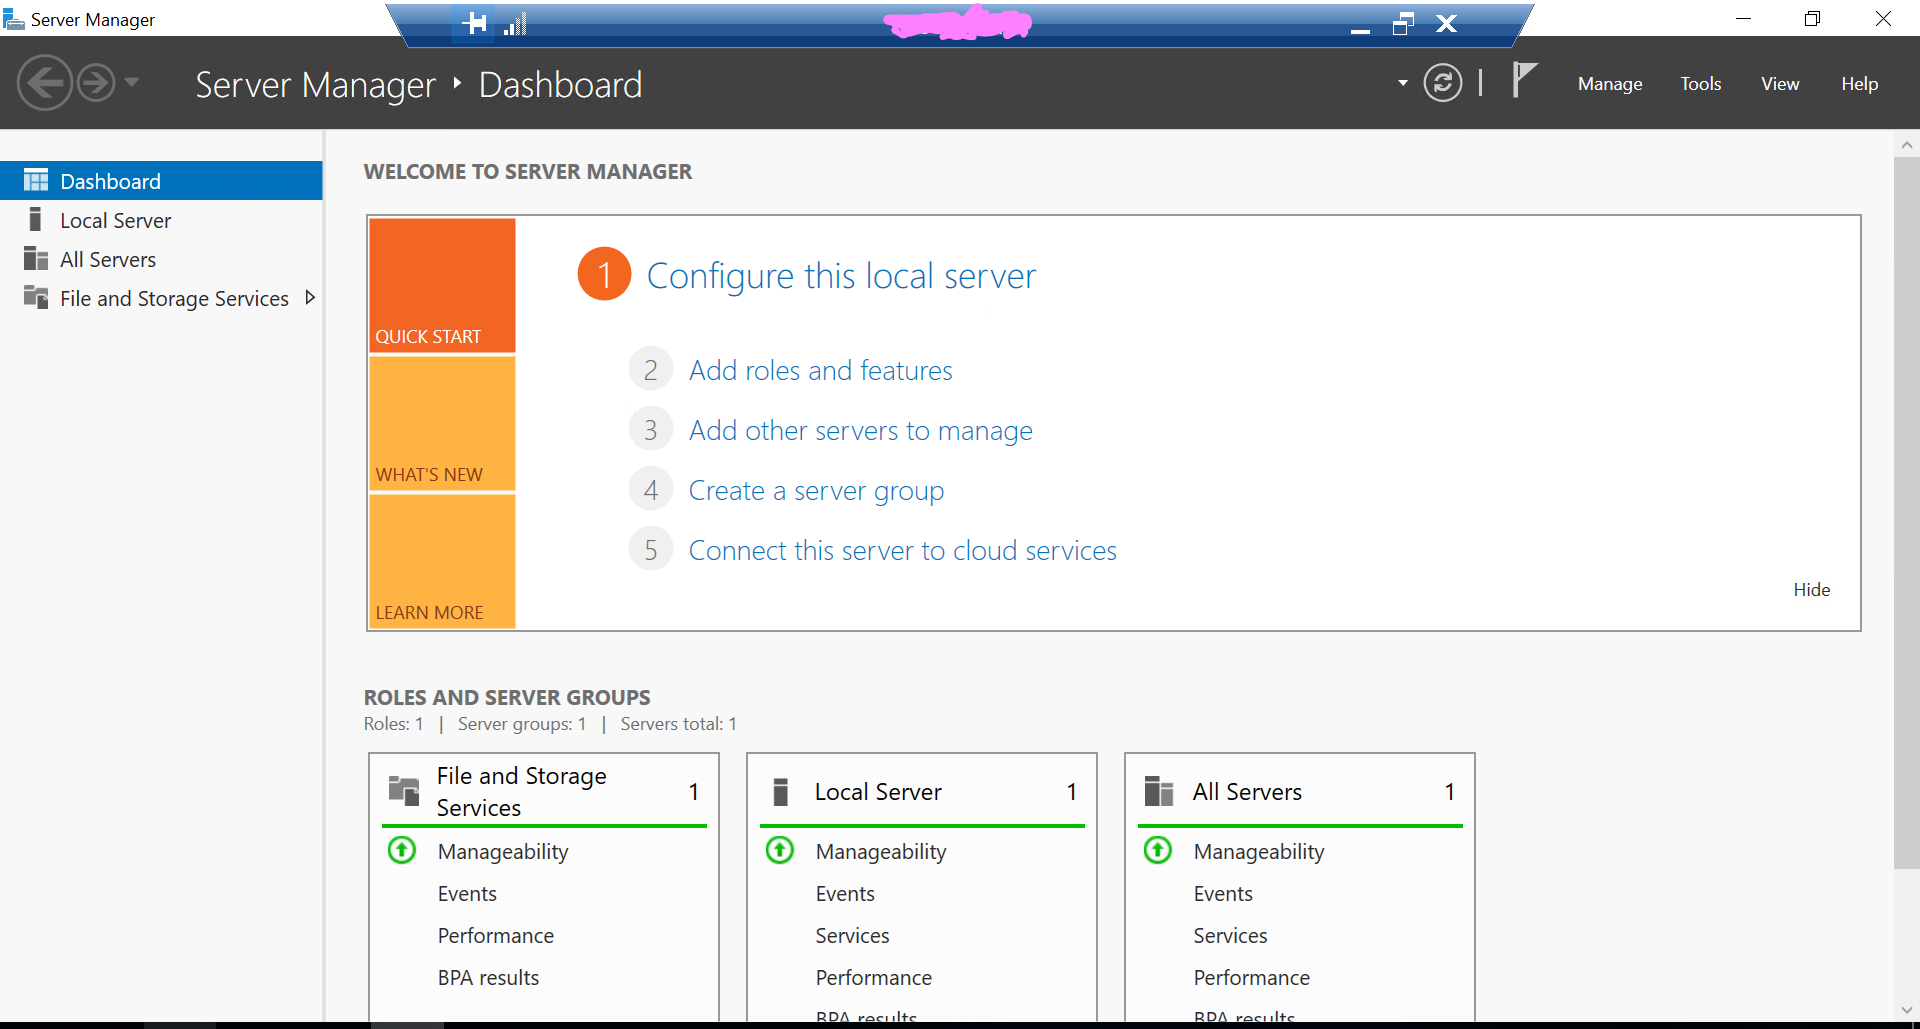 Server Manager
Server Manager Dashboard
Manage Tools View Help
Dashboard
Local Server
All Servers
File and Storage Services
WELCOME TO SERVER MANAGER
QUICK START
WHAT'S NEW
LEARN MORE
1 Configure this local server
2 Add roles and features
3 Add other servers to manage
4 Create a server group
5 Connect this server to cloud services
Hide
ROLES AND SERVER GROUPS
Roles: 1 | Server groups: 1 | Servers total: 1
File and Storage
Services 1
Manageability
Events
Performance
BPA results
Local Server 1
Manageability
Events
Services
Performance
BPA results
All Servers 1
Manageability
Events
Services
Performance
BPA results